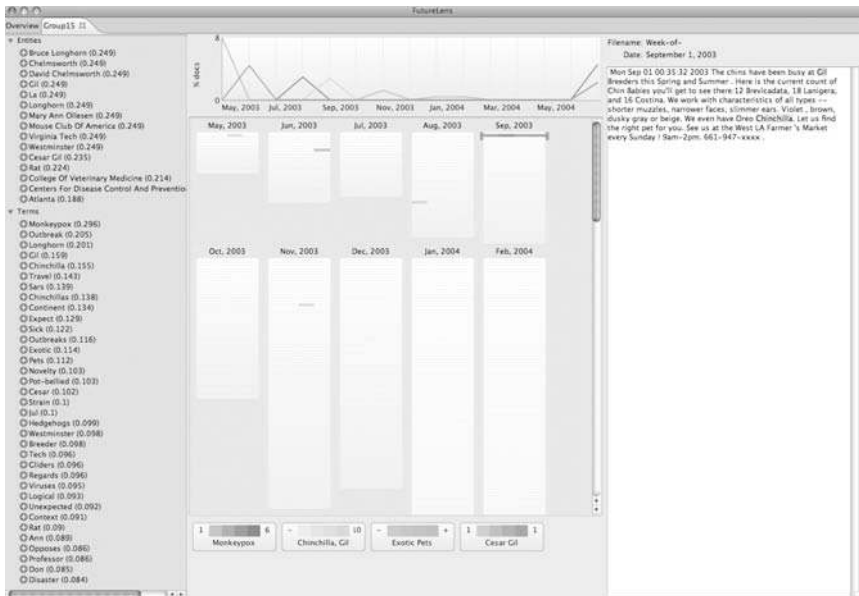 FutureLens
Overview
Group15
Entities
Bruce Longhorn (0.249)
Chelmsworth (0.249)
David Chelmsworth (0.249)
Gil (0.249)
La (0.249)
Longhorn (0.249)
Mary Ann Ollesen (0.249)
Mouse Club Of America (0.249)
Virginia Tech (0.249)
Westminster (0.249)
Cesar Gil (0.235)
Rat (0.224)
College Of Veterinary Medicine (0.214)
Centers For Disease Control And Preventio
Atlanta (0.188)
Terms
Monkeypox (0.296)
Outbreak (0.205)
Longhorn (0.201)
Gil (0.159)
Chinchilla (0.155)
Travel (0.143)
Sars (0.139)
Chinchillas (0.138)
Continent (0.134)
Expect (0.129)
Sick (0.122)
Outbreaks (0.116)
Exotic (0.114)
Pets (0.112)
Novelty (0.103)
Pot-bellied (0.103)
Cesar (0.102)
Strain (0.1)
Jul (0.1)
Hedgehogs (0.099)
Westminster (0.098)
Breeder (0.098)
Tech (0.096)
Gliders (0.096)
Regards (0.096)
Viruses (0.095)
Logical (0.093)
Unexpected (0.092)
Context (0.091)
Rat (0.09)
Ann (0.089)
Opposes (0.086)
Professor (0.086)
Don (0.085)
Disaster (0.084)
8
% docs
0
May, 2003 Jul, 2003 Sep, 2003 Nov, 2003 Jan, 2004 Mar, 2004 May, 2004
May, 2003 Jun, 2003 Jul, 2003 Aug, 2003 Sep, 2003
Oct, 2003 Nov, 2003 Dec, 2003 Jan, 2004 Feb, 2004
1 6
Monkeypox
- 10
Chinchilla, Gil
- +
Exotic Pets
1 1
Cesar Gil
Filename: Week-of-
Date: September 1, 2003
Mon Sep 01 00:35:32 2003 The chins have been busy at Gil
Breeders this Spring and Summer . Here is the current count of
Chin Babies you'll get to see there 12 Brevicadata, 18 Lanigera,
and 16 Costina. We work with characteristics of all types --
shorter muzzles, narrower faces, slimmer ears. Violet , brown,
dusky gray or beige. We even have Oreo Chinchilla. Let us find
the right pet for you. See us at the West LA Farmer 's Market
every Sunday ! 9am-2pm. 661-947-xxxx .